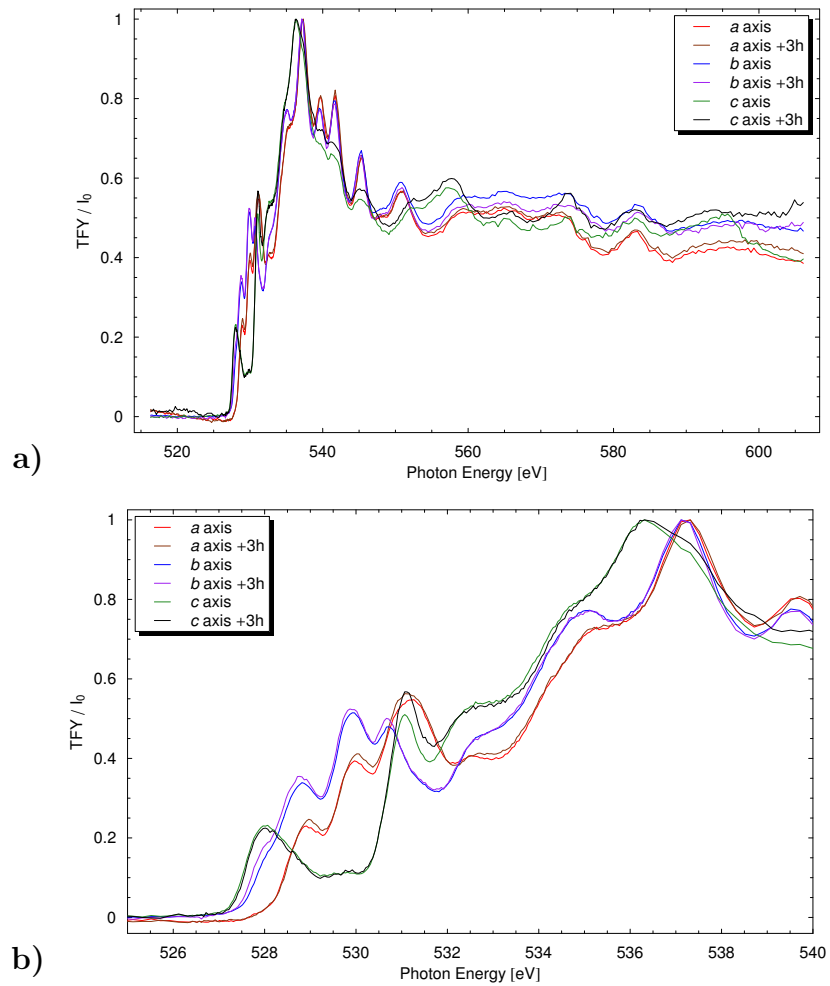 1
0.8
0.6
0.4
0.2
0
TFY / I0
a axis
a axis +3h
b axis
b axis +3h
c axis
c axis +3h
520 540 560 580 600
Photon Energy [eV]
a)
1
0.8
0.6
0.4
0.2
0
TFY / I0
a axis
a axis +3h
b axis
b axis +3h
c axis
c axis +3h
526 528 530 532 534 536 538 540
Photon Energy [eV]
b)